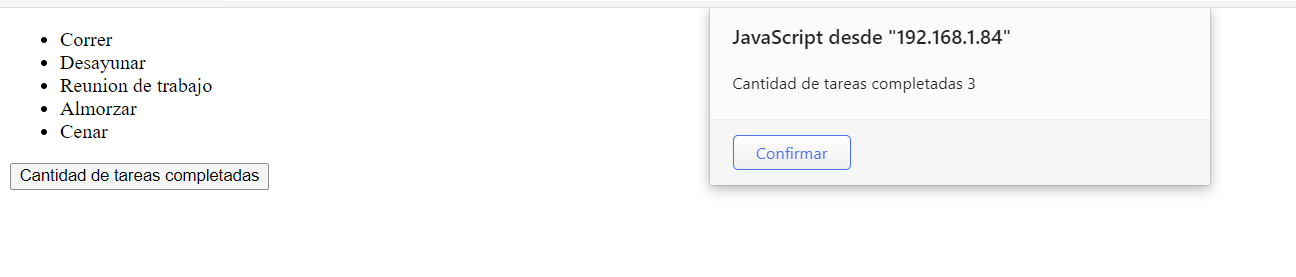 Correr
Desayunar
Reunion de trabajo
Almorzar
Cenar
Cantidad de tareas completadas
JavaScript desde "192.168.1.84"
Cantidad de tareas completadas 3
Confirmar